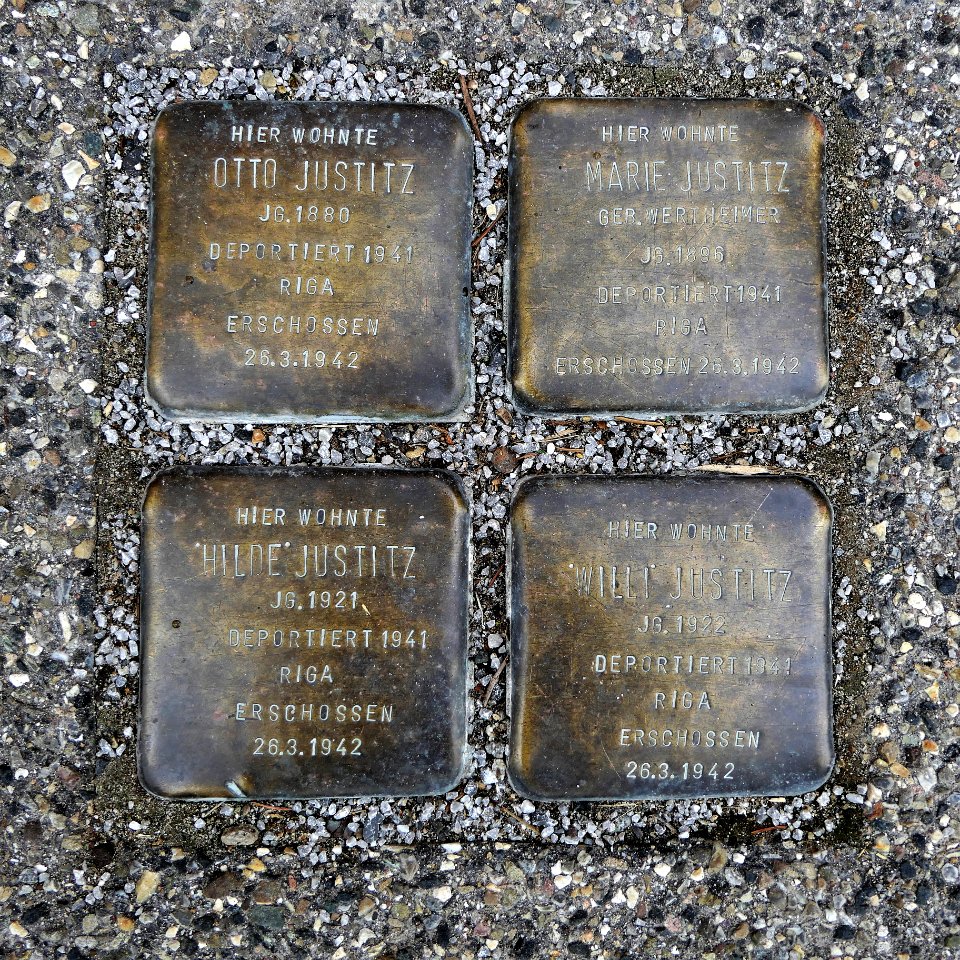 HIER WOHNTE
OTTO JUSTITZ
JG. 1880
DEPORTIERT 1941
RIGA
ERSCHOSSEN
26.3.1942
HIER WOHNTE
MARIE JUSTITZ
GEB. WERTHEIMER
JG. 1896
DEPORTIERT 1941
RIGA
ERSCHOSSEN 26.3.1942
HIER WOHNTE
"HILDE" JUSTITZ
JG. 1921
DEPORTIERT 1941
RIGA
ERSCHOSSEN
26.3.1942
HIER WOHNTE
"WILLI" JUSTITZ
JG. 1922
DEPORTIERT 1941
RIGA
ERSCHOSSEN
26.3.1942